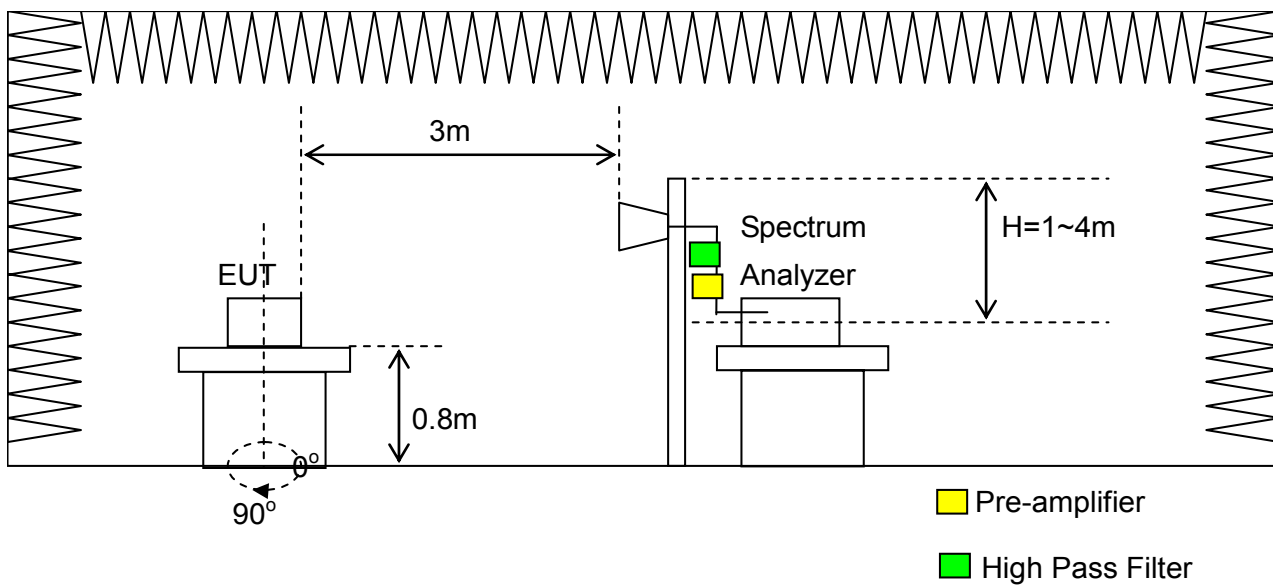 3m
Spectrum
H=1~4m
EUT
Analyzer
0.8m
0°
90°
Pre-amplifier
High Pass Filter